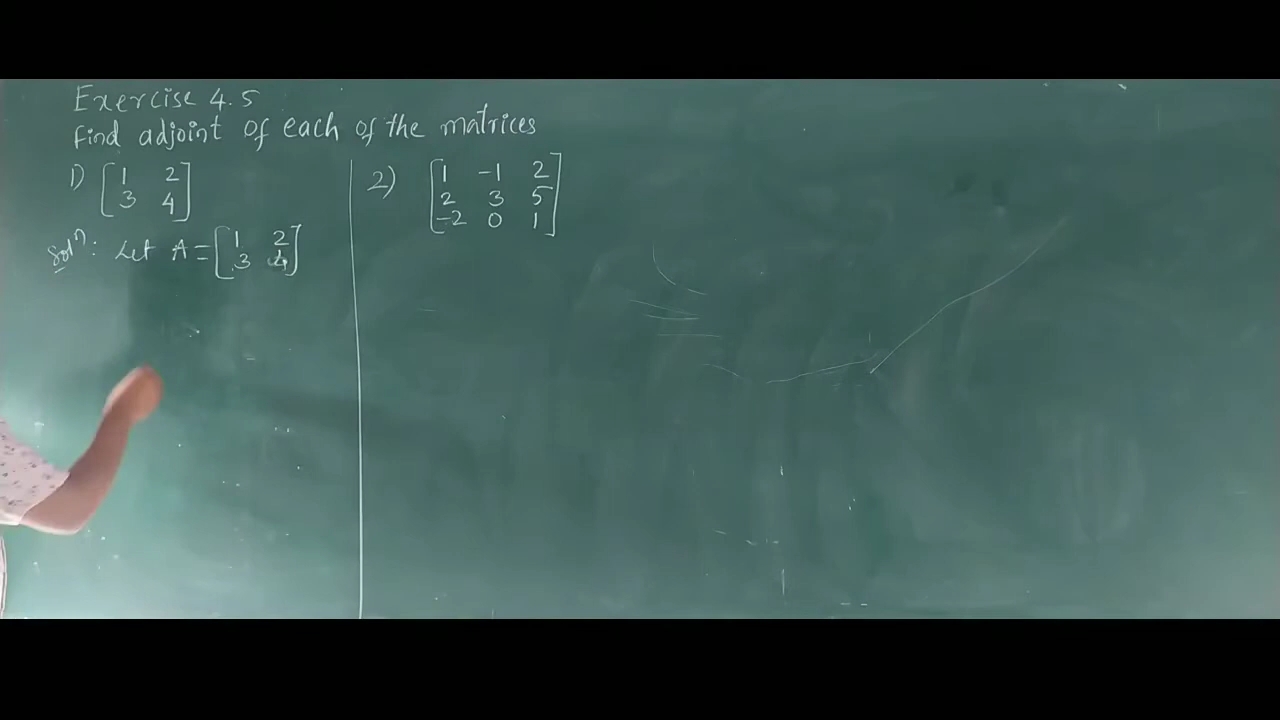 Exercise 4.5
Find adjoint of each of the matrices
1) [1 2
3 4]
Solⁿ: Let A = [1 2
3 4]
2) [1 -1 2
2 3 5
-2 0 1]